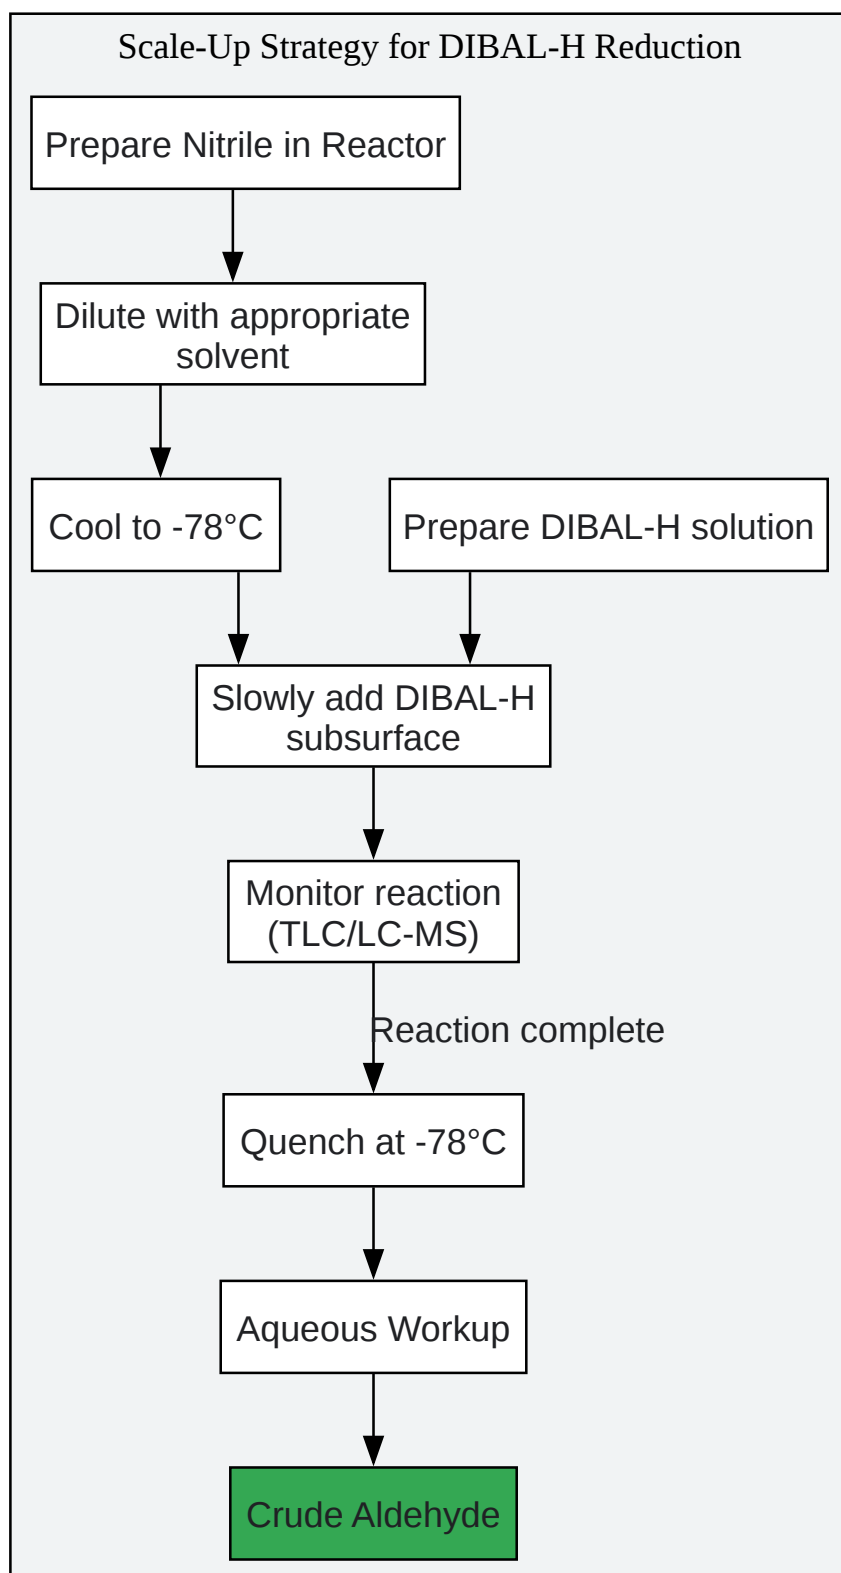 Scale-Up Strategy for DIBAL-H Reduction
Prepare Nitrile in Reactor
Dilute with appropriate
solvent
Cool to -78°C
Prepare DIBAL-H solution
Slowly add DIBAL-H
subsurface
Monitor reaction
(TLC/LC-MS)
Reaction complete
Quench at -78°C
Aqueous Workup
Crude Aldehyde